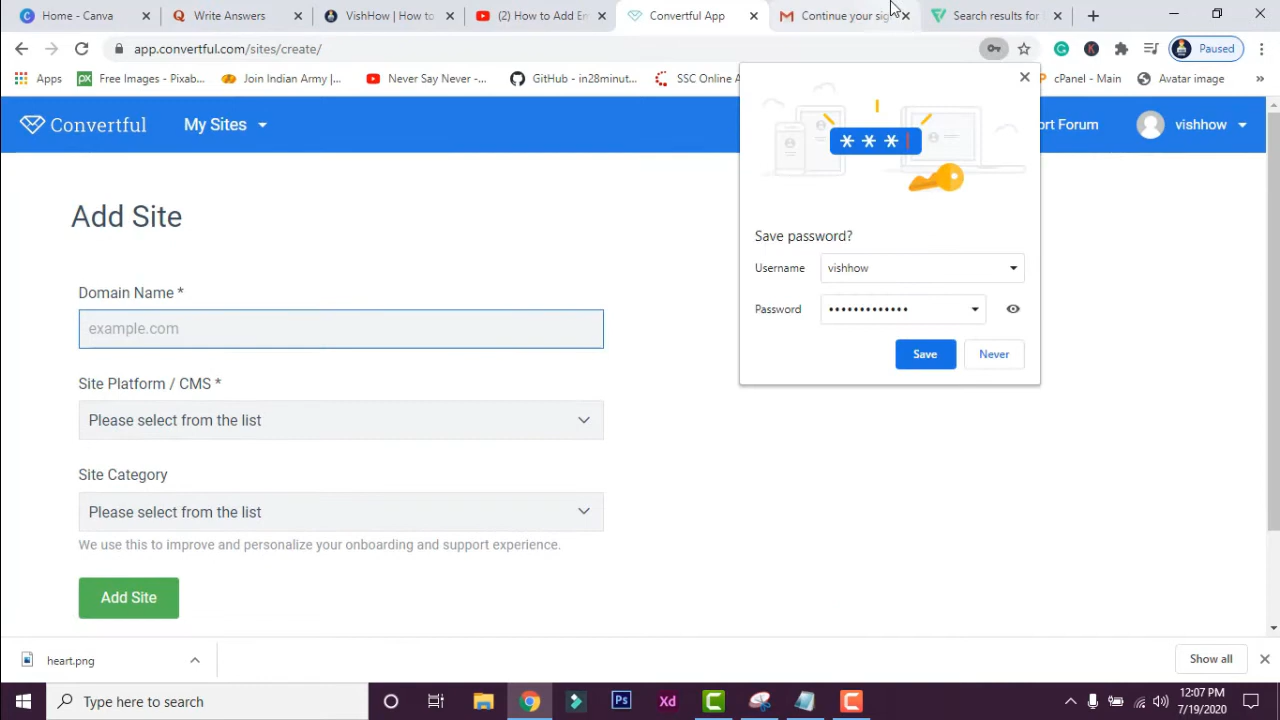 Home - Canva
Write Answers
VishHow | How to
(2) How to Add Er
Convertful App
Continue your sig
Search results for
app.convertful.com/sites/create/
Paused
Apps
Free Images - Pixab...
Join Indian Army |...
Never Say Never -...
GitHub - in28minut...
SSC Online A
cPanel - Main
Avatar image
»
Convertful
My Sites
ort Forum
vishhow
Add Site
Domain Name *
example.com
Site Platform / CMS *
Please select from the list
Site Category
Please select from the list
We use this to improve and personalize your onboarding and support experience.
Add Site
* * *
Save password?
Username
vishhow
Password
•••••••••••••
Save
Never
heart.png
Show all
Type here to search
Ps
Xd
12:07 PM
7/19/2020